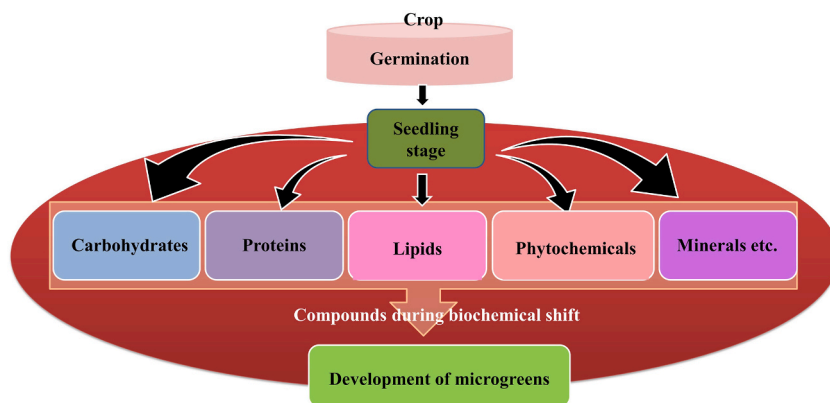 Crop
Germination
Seedling
stage
Carbohydrates
Proteins
Lipids
Phytochemicals
Minerals etc.
Compounds during biochemical shift
Development of microgreens